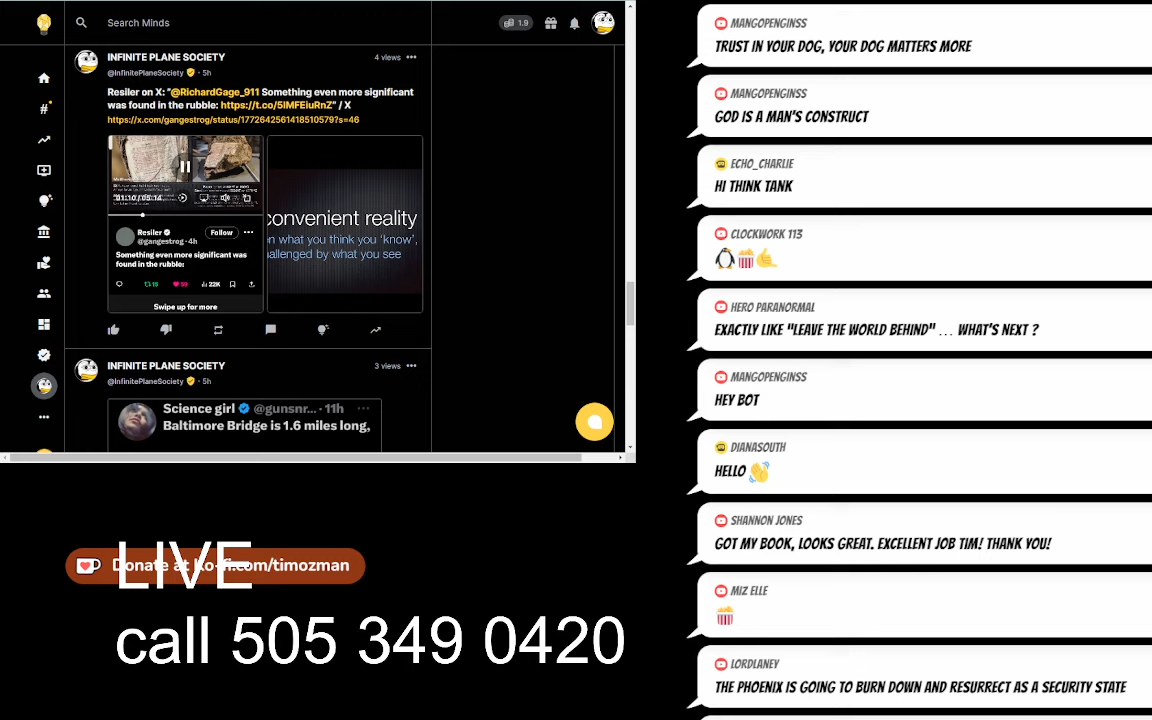 Search Minds
1.9
INFINITE PLANE SOCIETY
4 views
@InfinitePlaneSociety · 5h
Resiler on X: "@RichardGage_911 Something even more significant
was found in the rubble: https://t.co/5IMFEiuRnZ" / X
https://x.com/gangestrog/status/1772642561418510579?s=46
01:10 / 05:14
Resiler
Follow
@gangestrog · 4h
Something even more significant was
found in the rubble:
22K
Swipe up for more
convenient reality
n what you think you 'know',
allenged by what you see
INFINITE PLANE SOCIETY
3 views
@InfinitePlaneSociety · 5h
Science girl @gunsnr... · 11h
Baltimore Bridge is 1.6 miles long,
Donate at ko-fi.com/timozman
LIVE
call 505 349 0420
MANGOPENGINSS
TRUST IN YOUR DOG, YOUR DOG MATTERS MORE
MANGOPENGINSS
GOD IS A MAN'S CONSTRUCT
ECHO_CHARLIE
HI THINK TANK
CLOCKWORK 113
🐧🍿🤙
HERO PARANORMAL
EXACTLY LIKE "LEAVE THE WORLD BEHIND" ... WHAT'S NEXT ?
MANGOPENGINSS
HEY BOT
DIANASOUTH
HELLO 👋
SHANNON JONES
GOT MY BOOK, LOOKS GREAT. EXCELLENT JOB TIM! THANK YOU!
MIZ ELLE
🍿
LORDLANEY
THE PHOENIX IS GOING TO BURN DOWN AND RESURRECT AS A SECURITY STATE